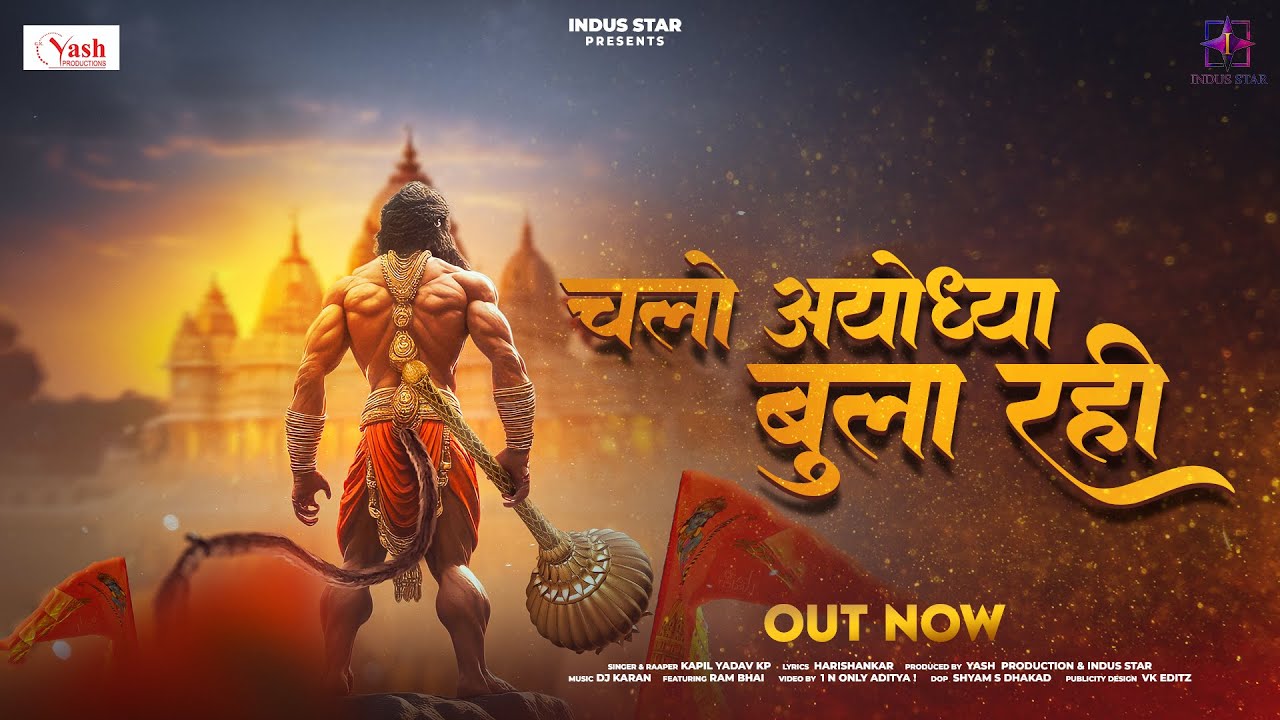 Yash
PRODUCTIONS
INDUS STAR
PRESENTS
I
INDUS STAR
चलो अयोध्या
बुला रही
OUT NOW
SINGER & RAAPER KAPIL YADAV KP · LYRICS HARISHANKAR PRODUCED BY YASH PRODUCTION & INDUS STAR
MUSIC DJ KARAN FEATURING RAM BHAI VIDEO BY 1 N ONLY ADITYA ! DOP SHYAM S DHAKAD PUBLICITY DESIGN VK EDITZ